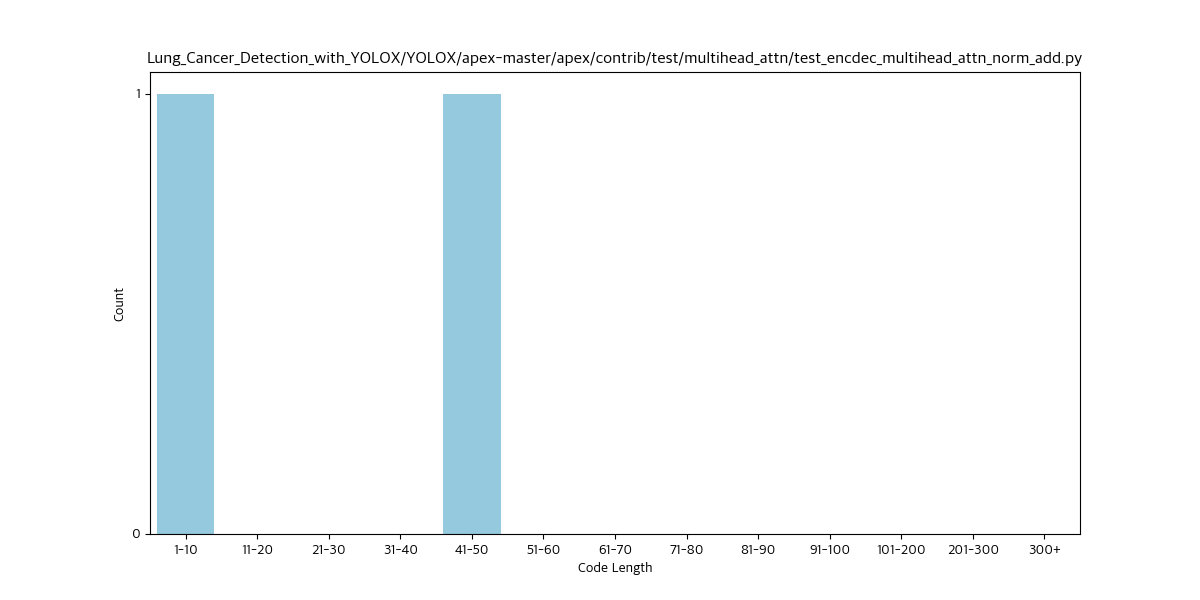 Lung_Cancer_Detection_with_YOLOX/YOLOX/apex-master/apex/contrib/test/multihead_attn/test_encdec_multihead_attn_norm_add.py
1
Count
0
1-10 11-20 21-30 31-40 41-50 51-60 61-70 71-80 81-90 91-100 101-200 201-300 300+
Code Length